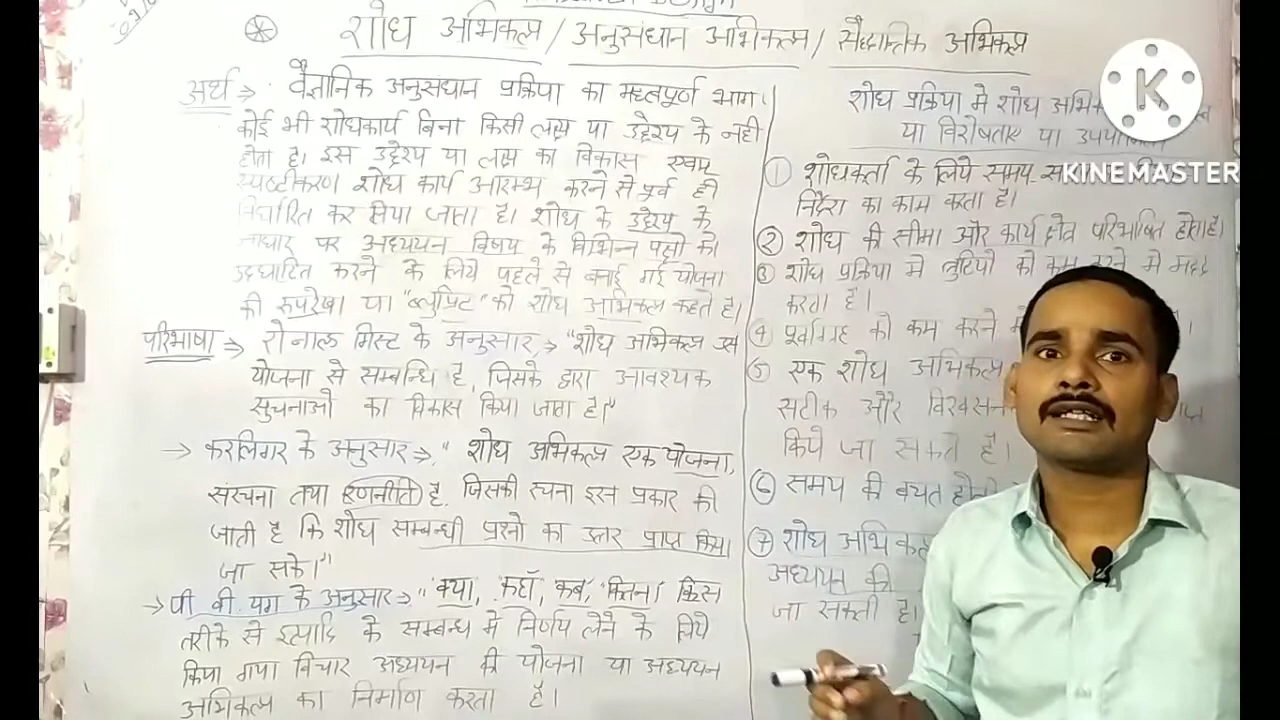 शोध अभिकल्प / अनुसंधान अभिकल्प / सैद्धान्तिक अभिकल्प
अर्थ → वैज्ञानिक अनुसंधान प्रक्रिया का महत्वपूर्ण भाग।
कोई भी शोधकार्य बिना किसी लक्ष्य या उद्देश्य के नही
होता है। इस उद्देश्य या लक्ष्य का विकास एवम्
स्पष्टीकरण शोध कार्य आरम्भ करने से पूर्व ही
निर्धारित कर लिया जाता है। शोध के उद्देश्य के
आधार पर अध्ययन विषय के विभिन्न पक्षो को
उदघाटित करने के लिये पहले से बनाई गई योजना
की रूपरेखा या "ब्लुप्रिंट" को शोध अभिकल्प कहते है।
परिभाषा → रोनाल मिस्ट के अनुसार → "शोध अभिकल्प उस
योजना से सम्बन्धि है, जिसके द्वारा आवश्यक
सुचनाओ का विकास किया जाता है।"
→ करलिंगर के अनुसार → "शोध अभिकल्प एक योजना,
संरचना तथा रणनीति है, जिसकी रचना इस प्रकार की
जाती है कि शोध सम्बन्धी प्रश्नो का उत्तर प्राप्त किया
जा सके।"
→ पी. वी. यंग के अनुसार → "क्या, कहाँ, कब, कितना किस
तरीके से इत्यादि के सम्बन्ध मे निर्णय लेने के लिये
किया गया विचार अध्ययन की योजना या अध्ययन
अभिकल्प का निर्माण करता है।
शोध प्रक्रिया मे शोध
या विशेषताए या
① शोधकर्ता के लिये समय
निर्देश का काम करता है।
② शोध की सीमा और कार्य क्षेत्र परिभाषित होता है।
③ शोध प्रक्रिया मे त्रुटियो को कम करने मे मदद
करता है।
④ पूर्वाग्रह को कम करने
⑤ एक शोध अभिकल्प
सटीक और
किये जा सकते है।
⑥ समय की बचत होती
⑦ शोध
अध्ययन की
जा सकती है।
K
KINEMASTER